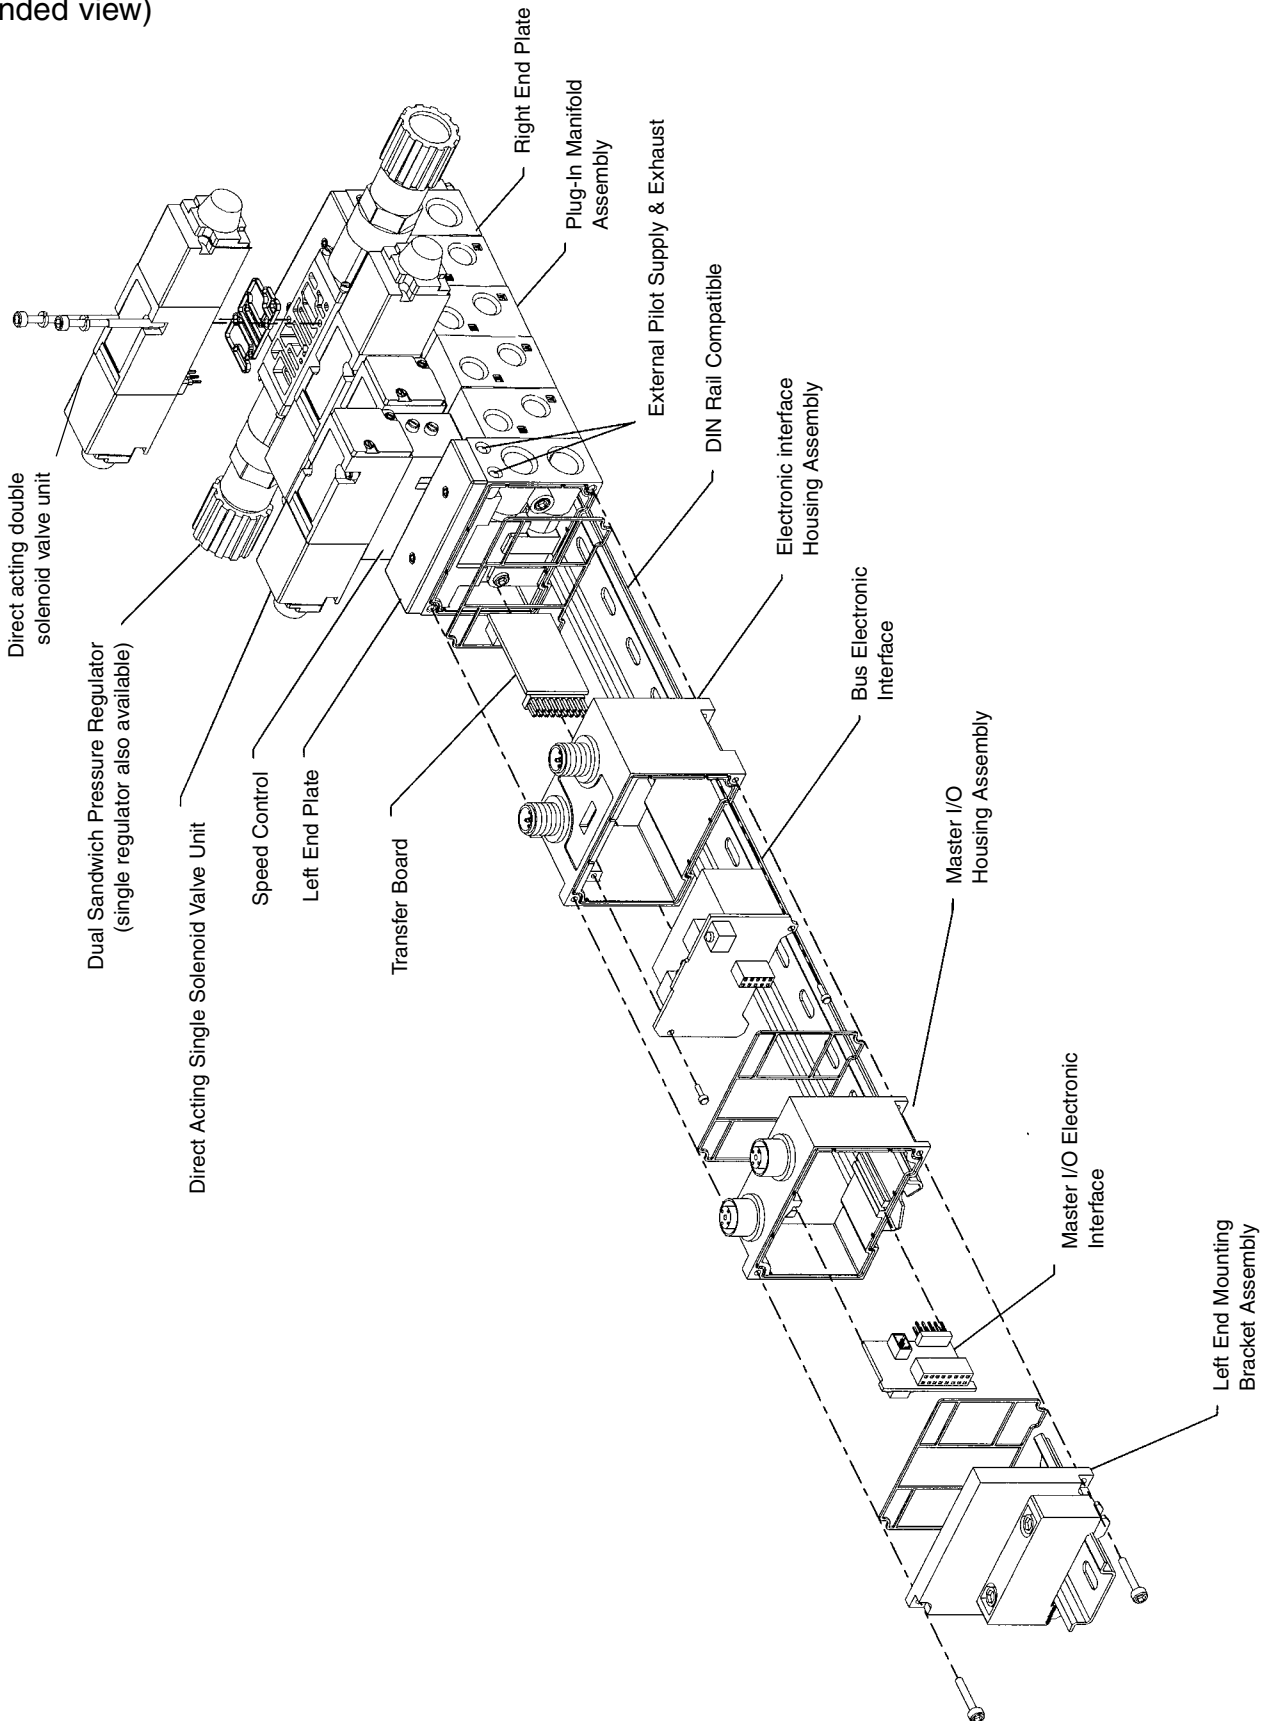 nded view)
Direct acting double
solenoid valve unit
Dual Sandwich Pressure Regulator
(single regulator also available)
Direct Acting Single Solenoid Valve Unit
Speed Control
Left End Plate
Transfer Board
Right End Plate
Plug-In Manifold
Assembly
External Pilot Supply & Exhaust
DIN Rail Compatible
Electronic interface
Housing Assembly
Bus Electronic
Interface
Master I/O
Housing Assembly
Master I/O Electronic
Interface
Left End Mounting
Bracket Assembly